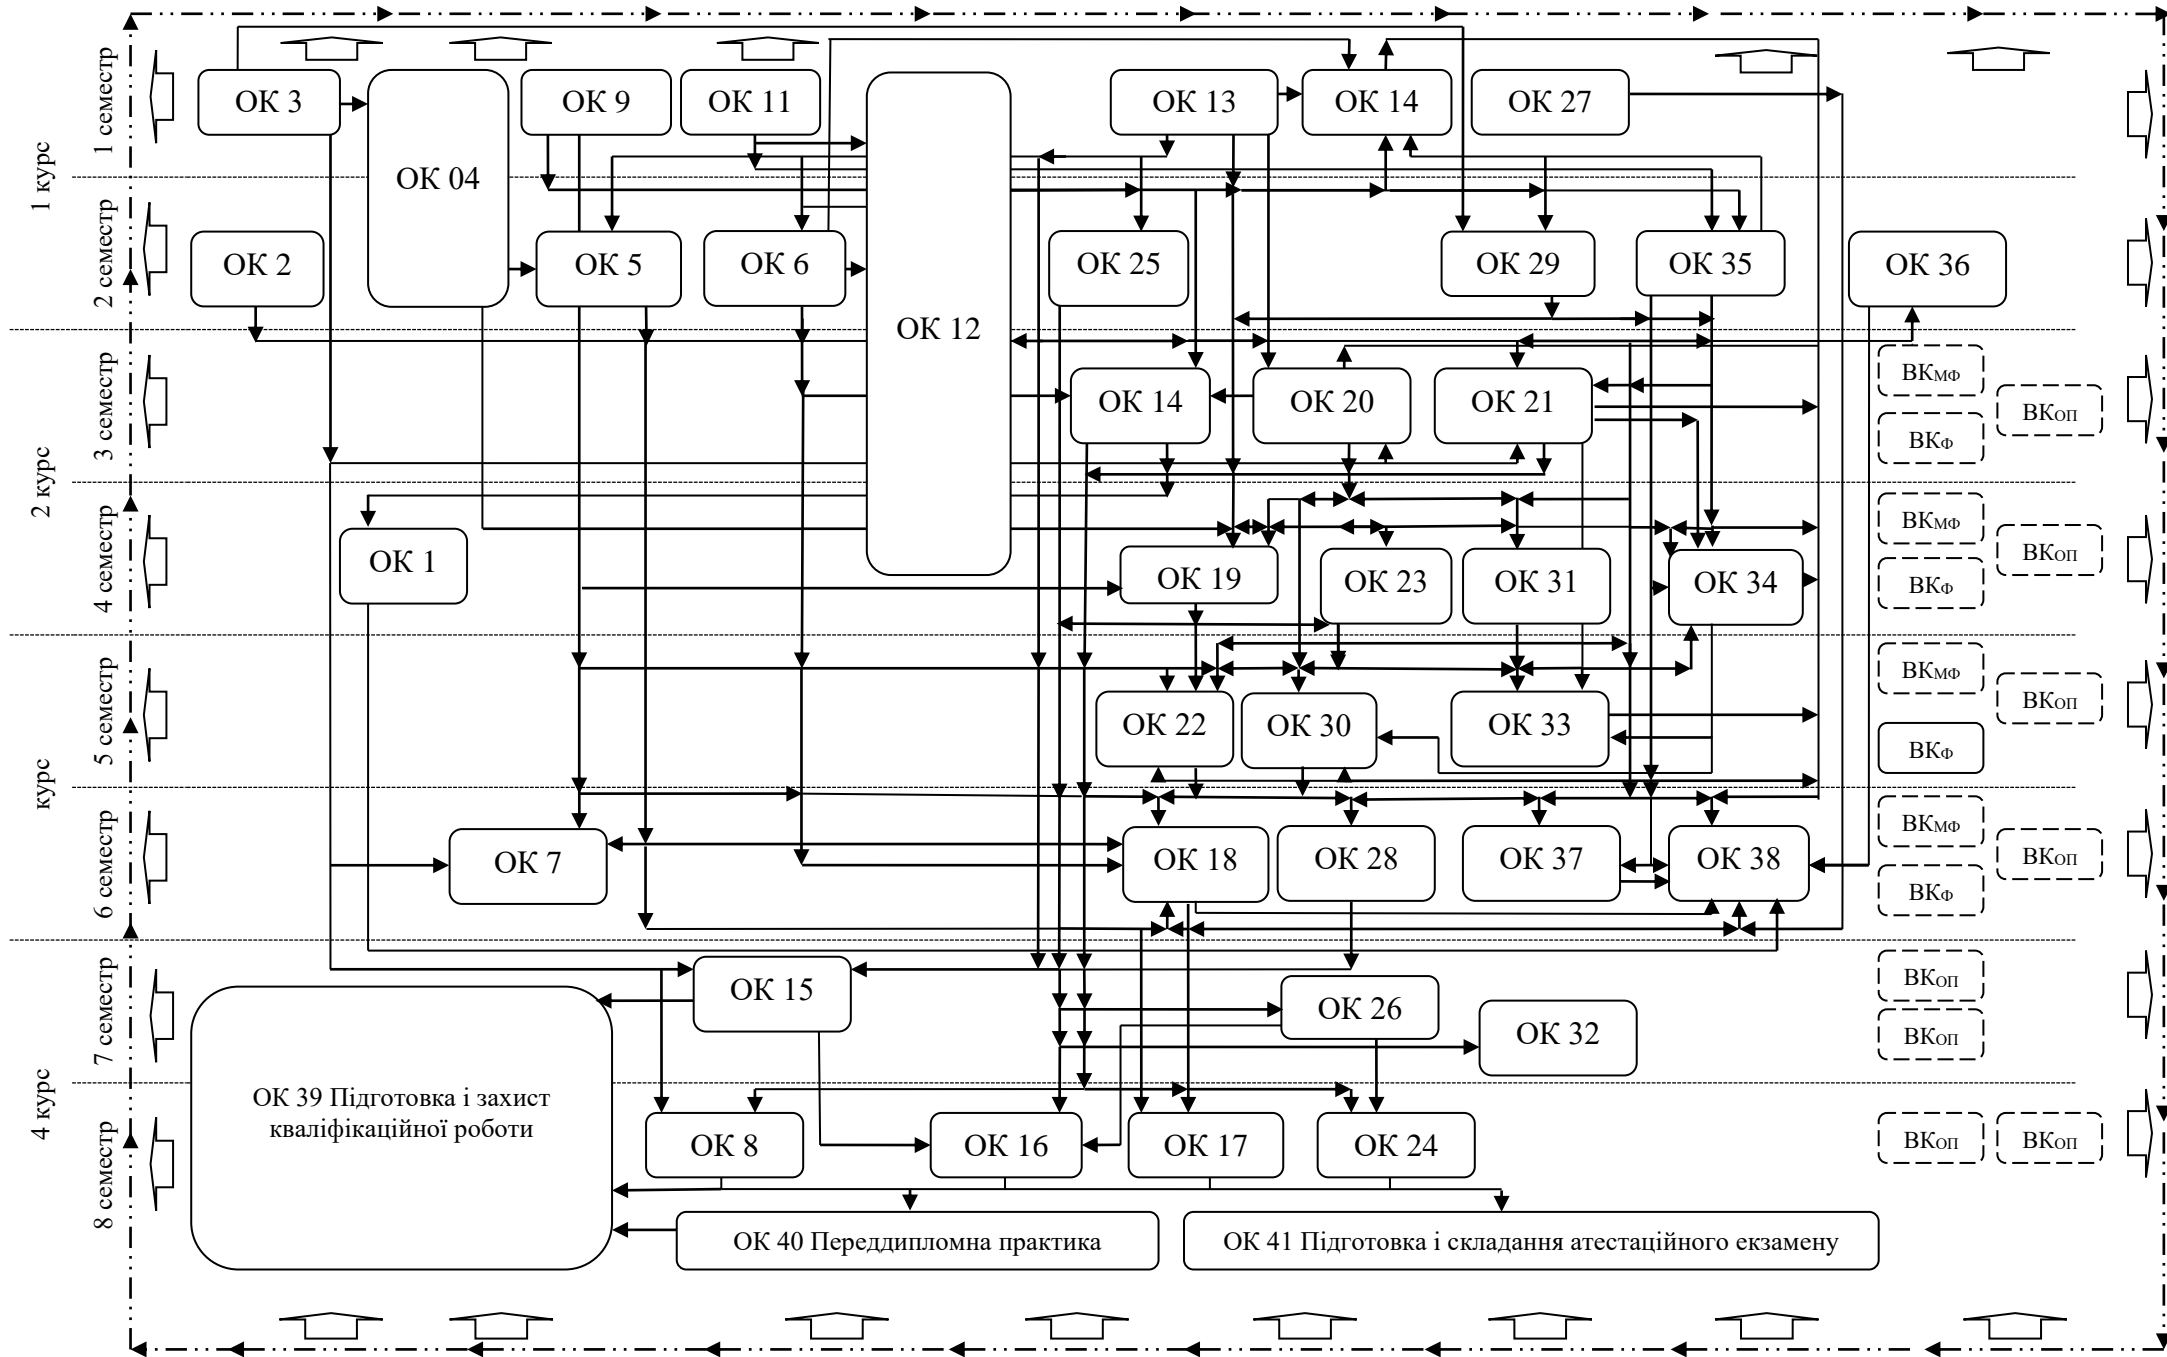 1 курс
1 семестр
ОК 3
ОК 04
ОК 9
ОК 11
ОК 12
ОК 13
ОК 14
ОК 27
2 семестр
ОК 2
ОК 5
ОК 6
ОК 25
ОК 29
ОК 35
ОК 36
2 курс
3 семестр
ОК 14
ОК 20
ОК 21
ВКМФ
ВКОП
ВКФ
4 семестр
ОК 1
ОК 19
ОК 23
ОК 31
ОК 34
ВКМФ
ВКОП
ВКФ
курс
5 семестр
ОК 22
ОК 30
ОК 33
ВКМФ
ВКОП
ВКФ
6 семестр
ОК 7
ОК 18
ОК 28
ОК 37
ОК 38
ВКМФ
ВКОП
ВКФ
4 курс
7 семестр
ОК 15
ОК 26
ОК 32
ВКОП
ВКОП
8 семестр
ОК 39 Підготовка і захист
кваліфікаційної роботи
ОК 8
ОК 16
ОК 17
ОК 24
ВКОП
ВКОП
ОК 40 Переддипломна практика
ОК 41 Підготовка і складання атестаційного екзамену